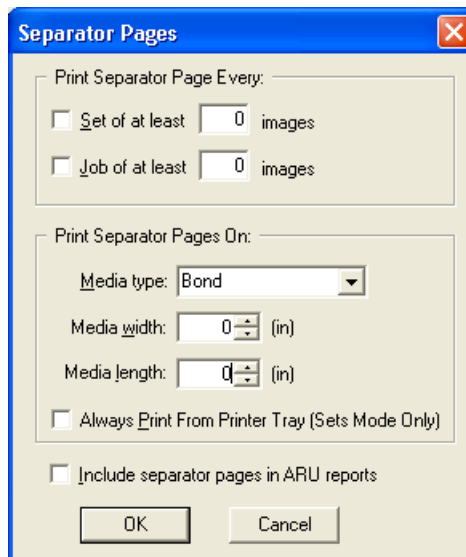 Separator Pages
Print Separator Page Every:
Set of at least 0 images
Job of at least 0 images
Print Separator Pages On:
Media type: Bond
Media width: 0 (in)
Media length: 0 (in)
Always Print From Printer Tray (Sets Mode Only)
Include separator pages in ARU reports
OK Cancel